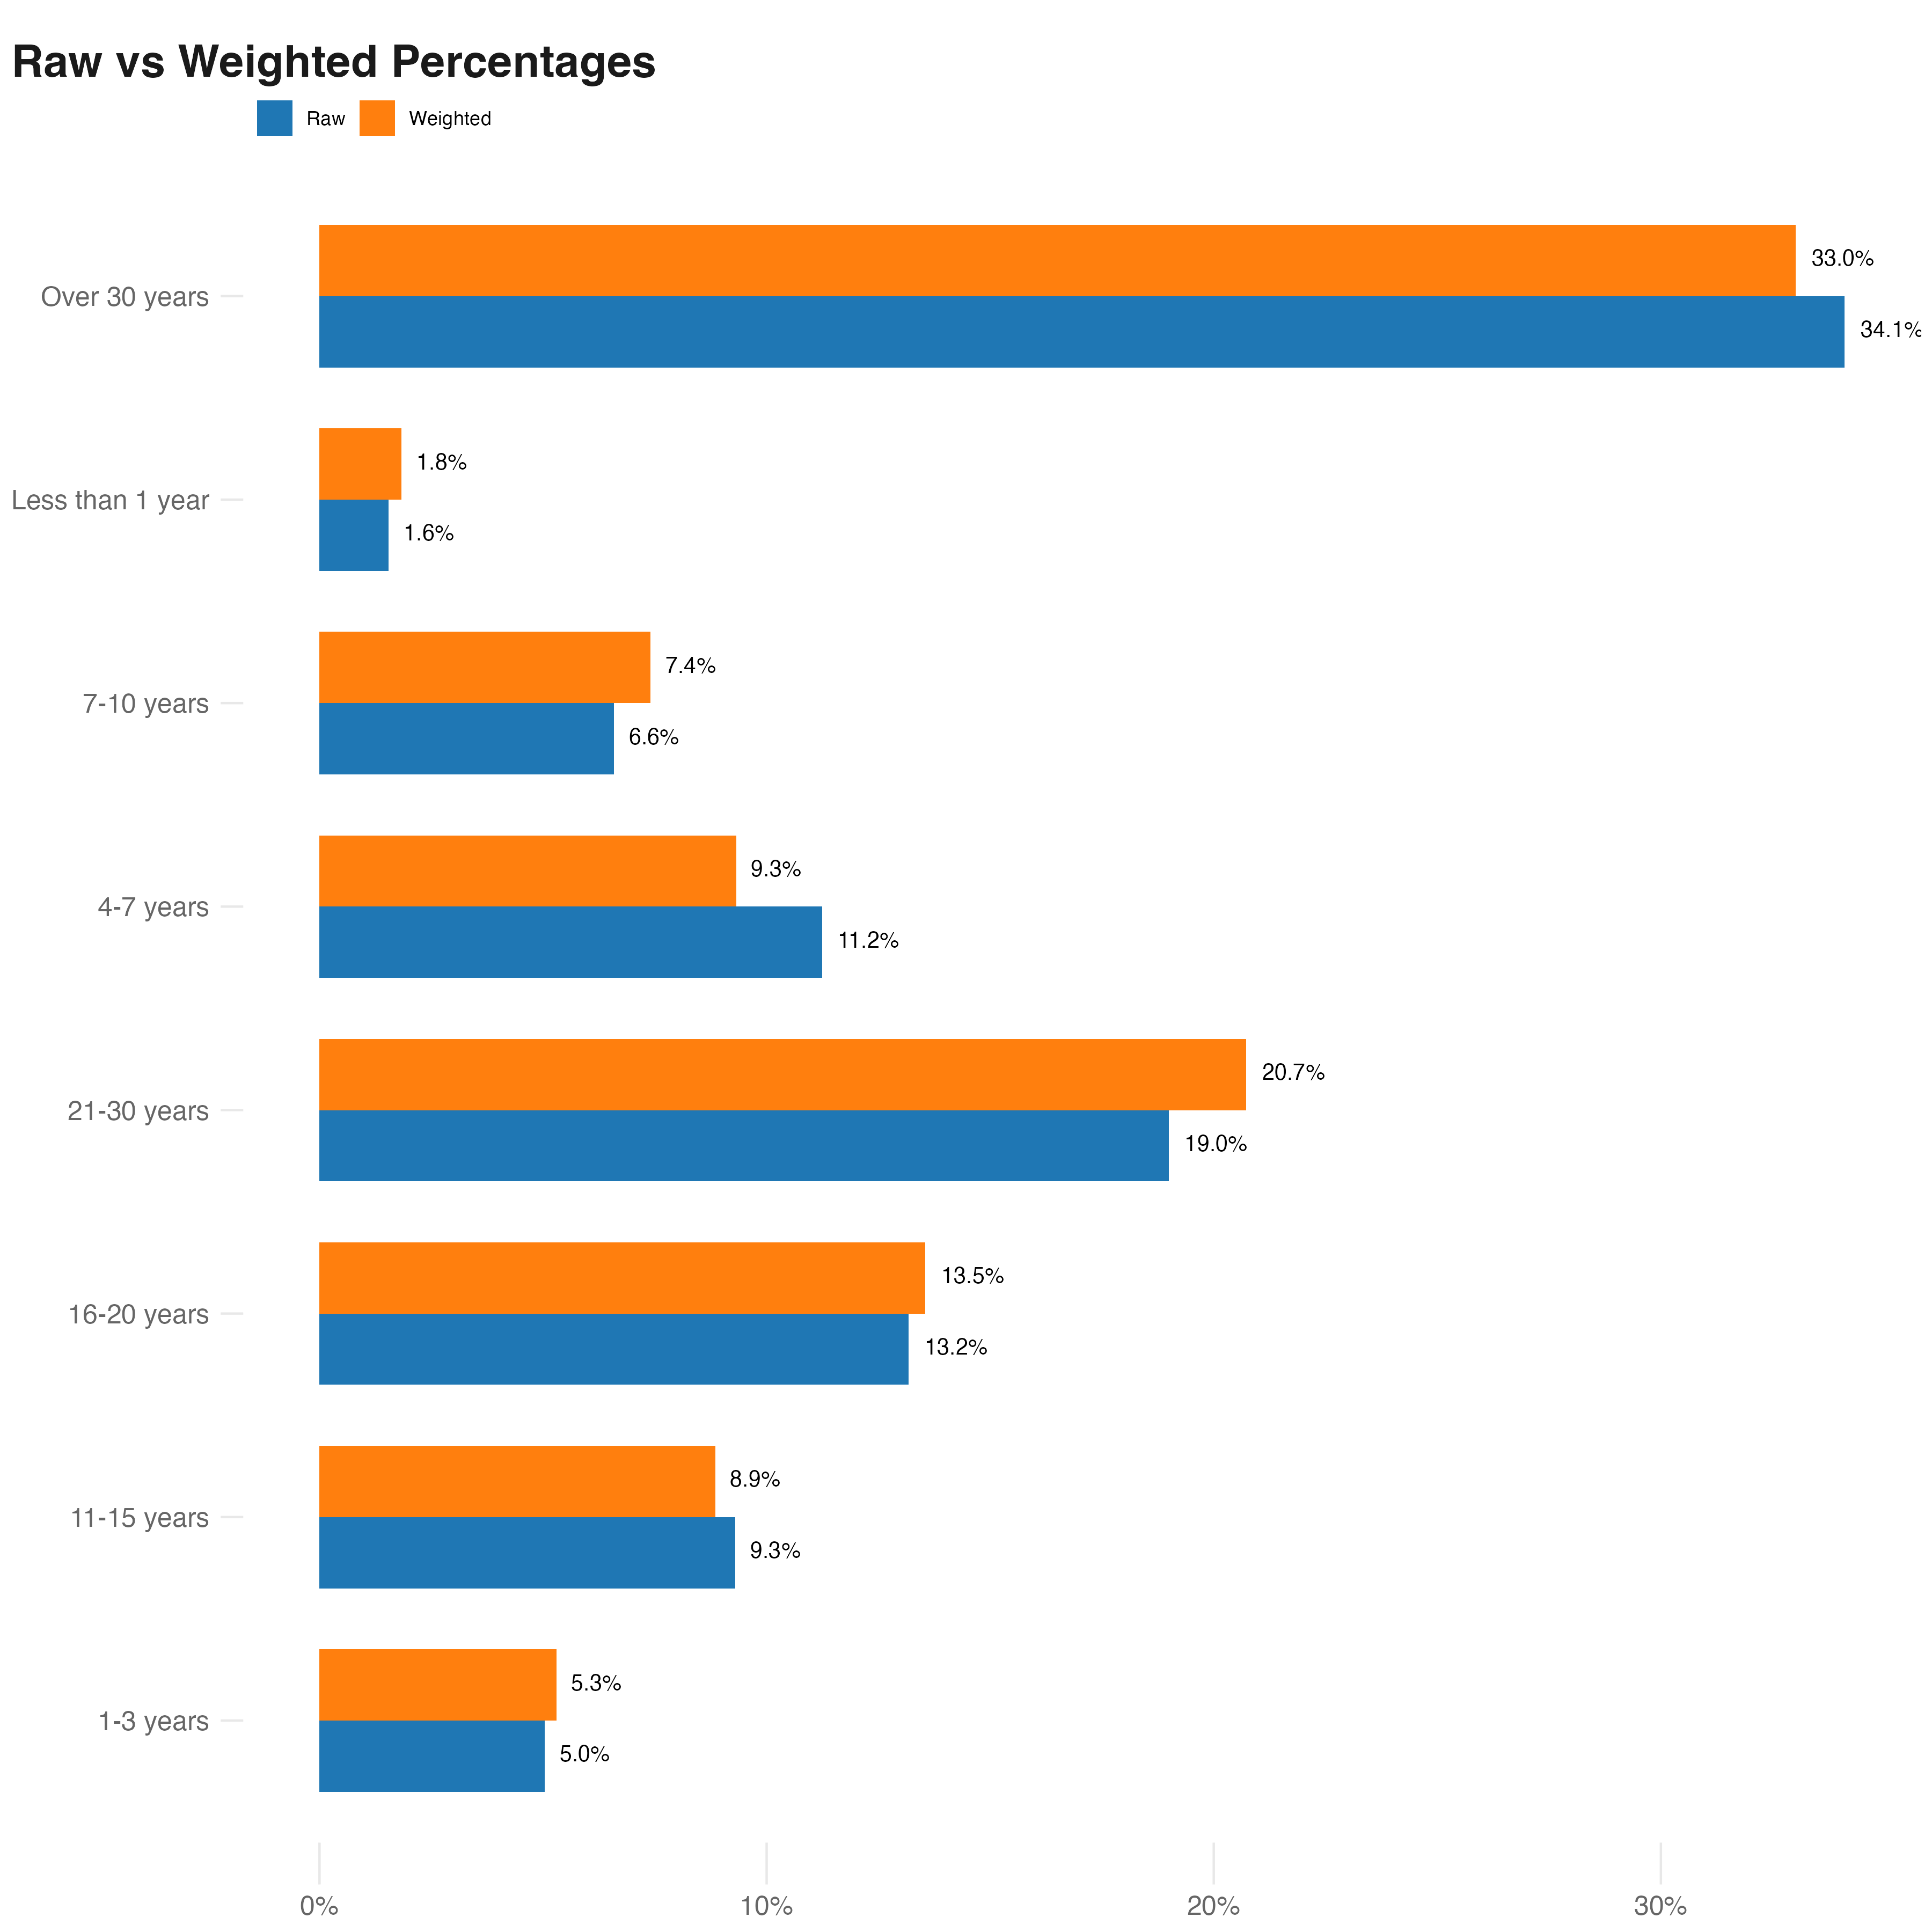 Raw vs Weighted Percentages
Raw Weighted
Over 30 years
33.0%
34.1%
Less than 1 year
1.8%
1.6%
7-10 years
7.4%
6.6%
4-7 years
9.3%
11.2%
21-30 years
20.7%
19.0%
16-20 years
13.5%
13.2%
11-15 years
8.9%
9.3%
1-3 years
5.3%
5.0%
0% 10% 20% 30%